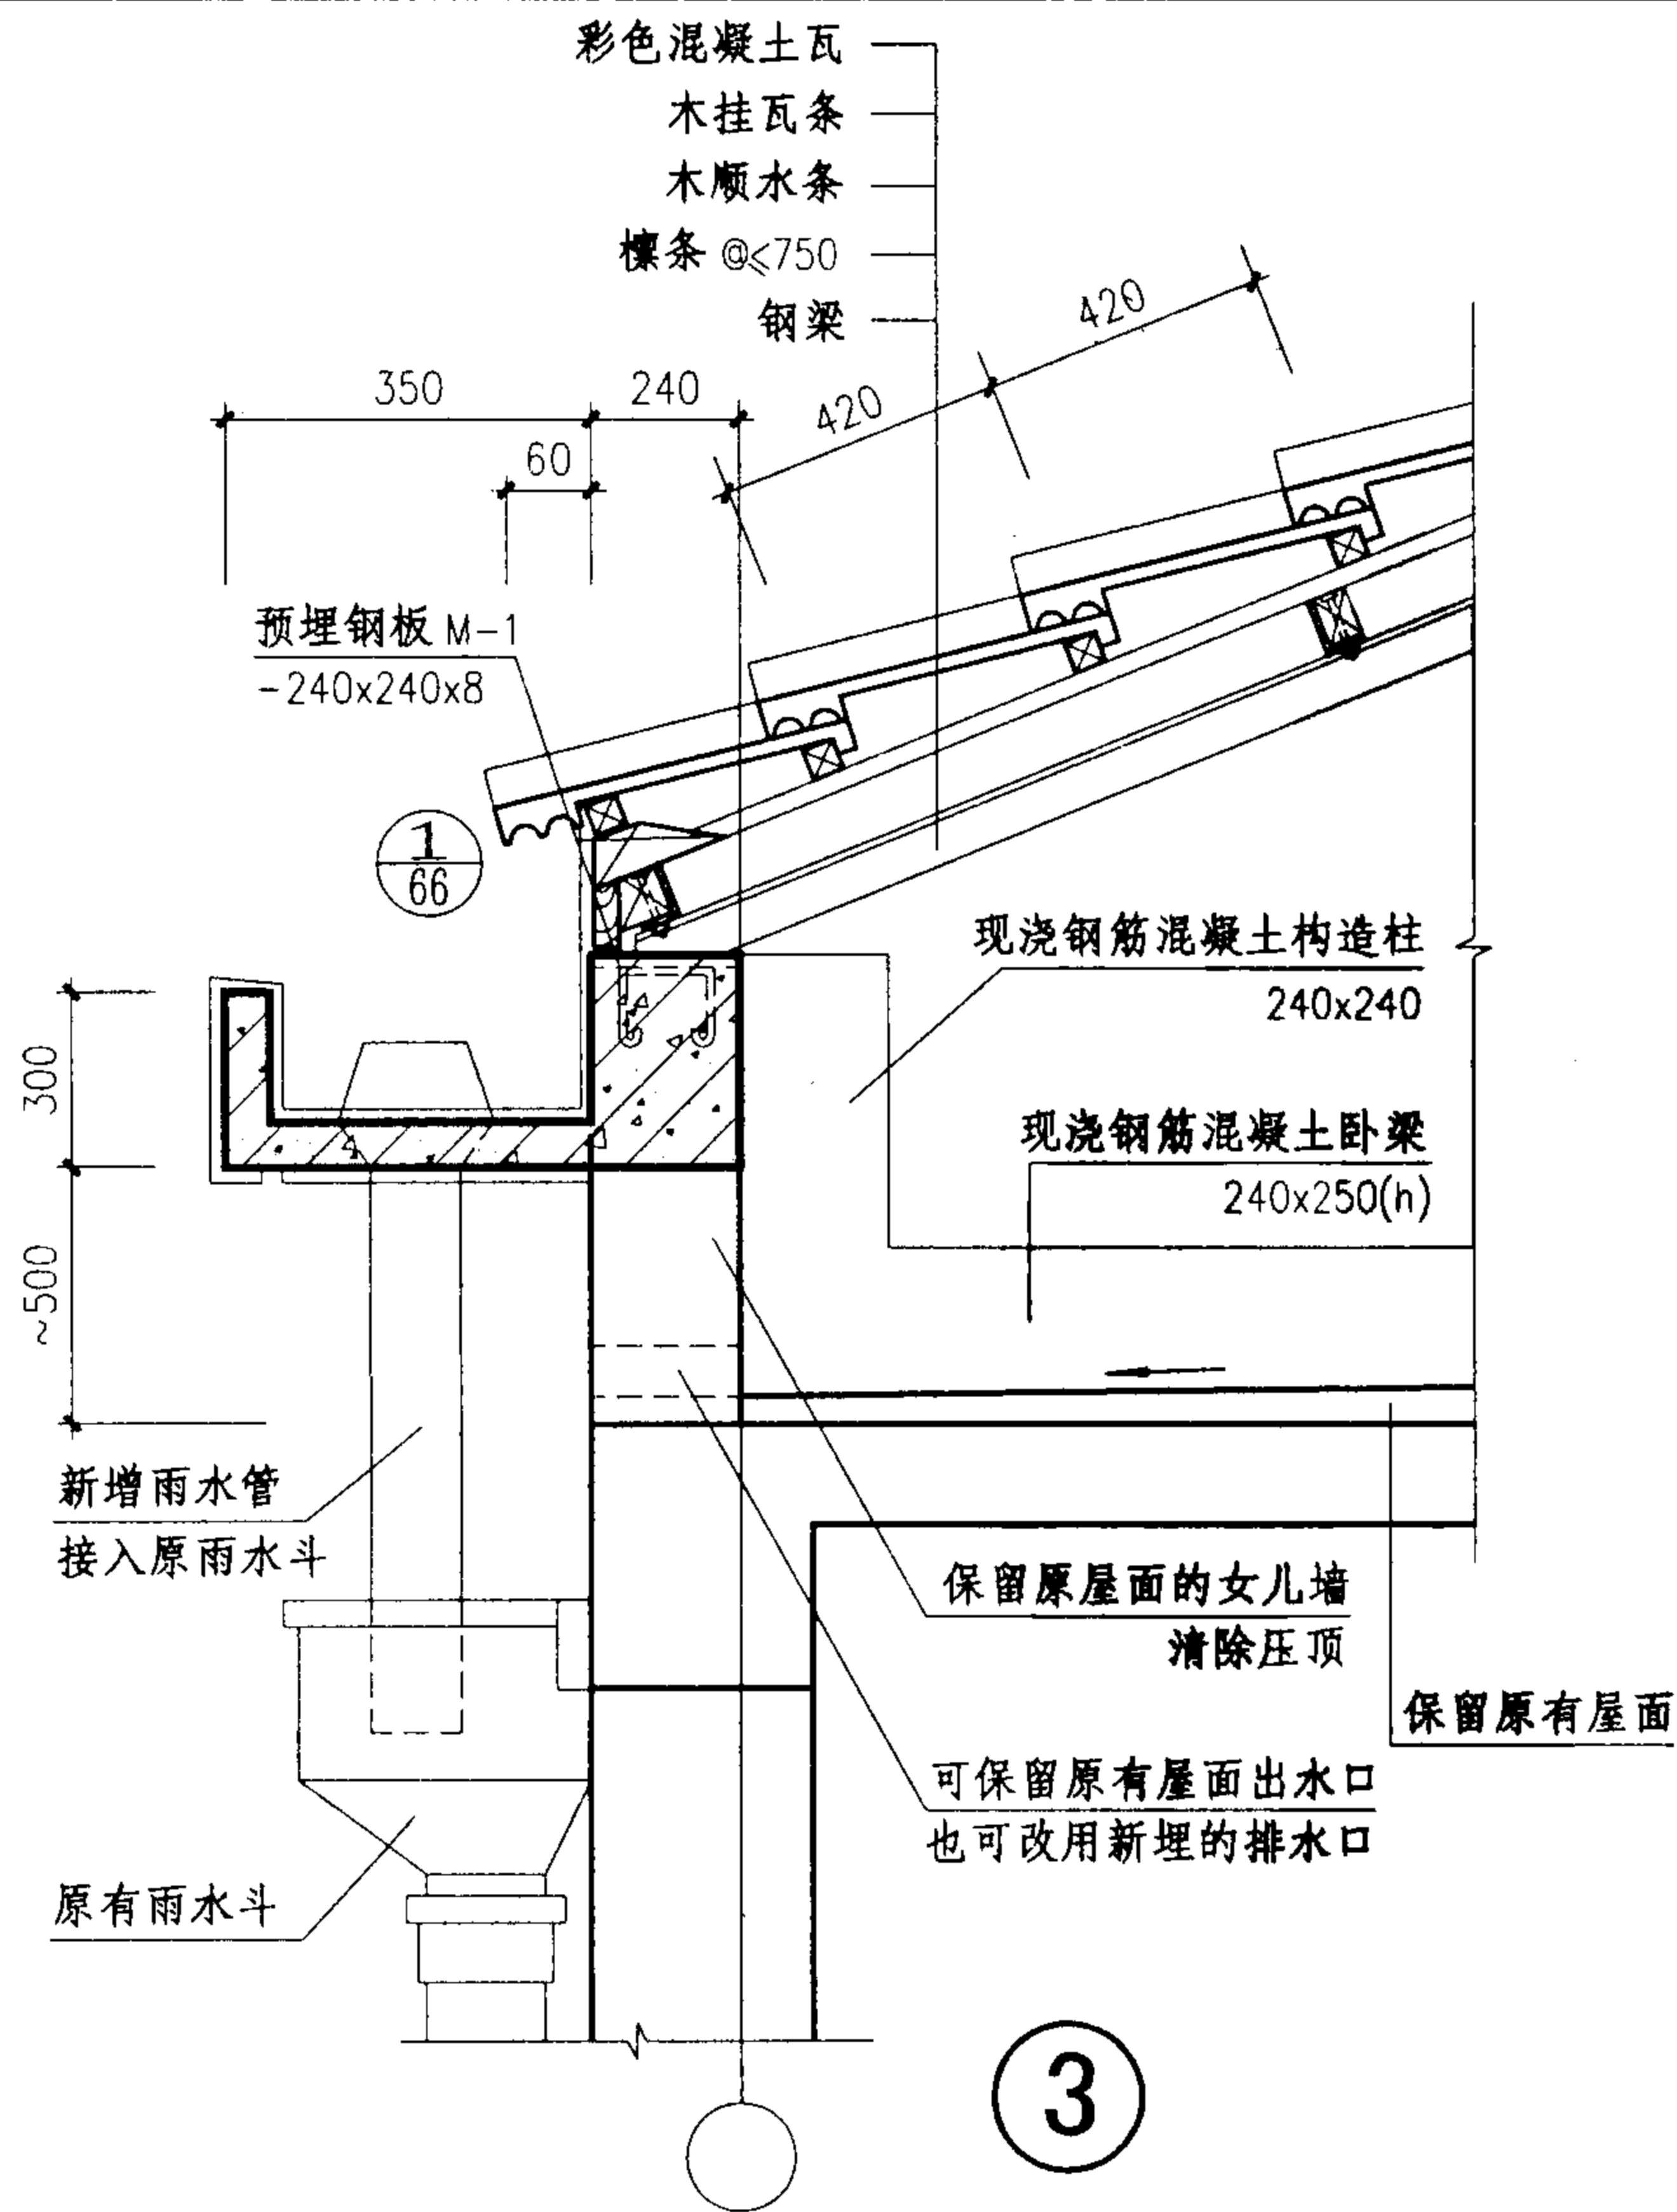 彩色混凝土瓦
木挂瓦条
木顺水条
檩条 @≤750
钢梁
420
420
350
240
60
预埋钢板 M-1
-240x240x8
1
66
现浇钢筋混凝土构造柱
240x240
300
现浇钢筋混凝土卧梁
240x250(h)
~500
新增雨水管
接入原雨水斗
保留原屋面的女儿墙
清除压顶
保留原有屋面
可保留原有屋面出水口
也可改用新埋的排水口
原有雨水斗
3